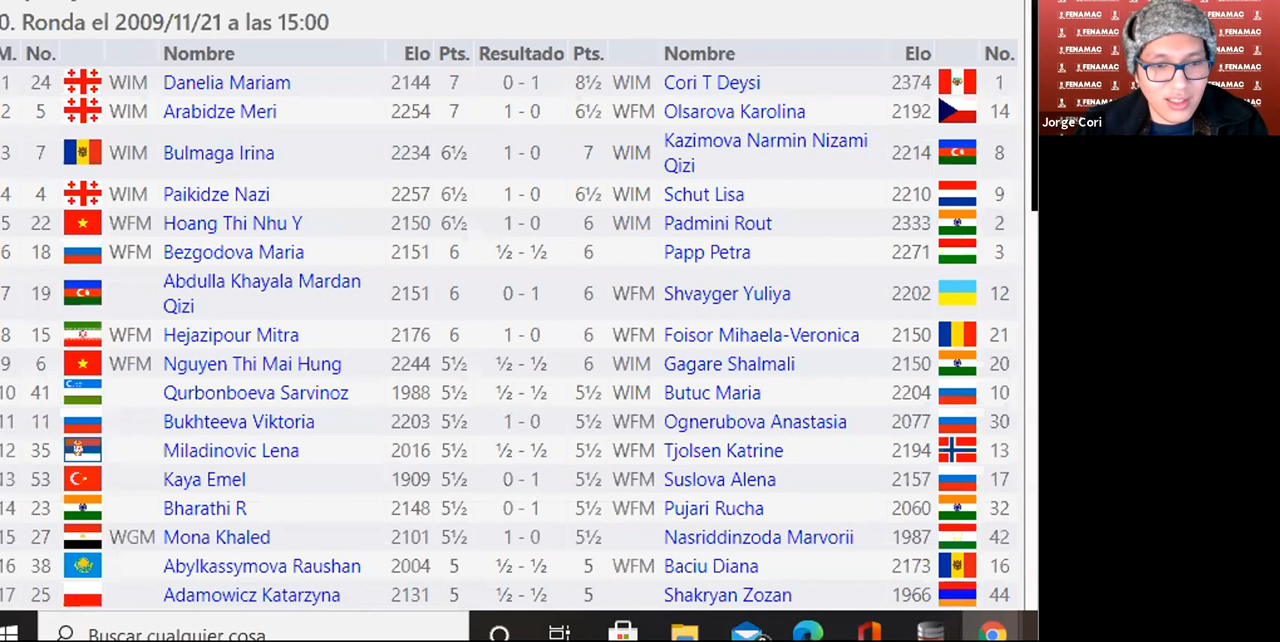 0. Ronda el 2009/11/21 a las 15:00
M. No. Nombre Elo Pts. Resultado Pts. Nombre Elo No.
1 24 WIM Danelia Mariam 2144 7 0 - 1 8½ WIM Cori T Deysi 2374 1
2 5 WIM Arabidze Meri 2254 7 1 - 0 6½ WFM Olsarova Karolina 2192 14
3 7 WIM Bulmaga Irina 2234 6½ 1 - 0 7 WIM Kazimova Narmin Nizami
Qizi 2214 8
4 4 WIM Paikidze Nazi 2257 6½ 1 - 0 6½ WIM Schut Lisa 2210 9
5 22 WFM Hoang Thi Nhu Y 2150 6½ 1 - 0 6 WIM Padmini Rout 2333 2
6 18 WFM Bezgodova Maria 2151 6 ½ - ½ 6 Papp Petra 2271 3
7 19 Abdulla Khayala Mardan
Qizi 2151 6 0 - 1 6 WFM Shvayger Yuliya 2202 12
8 15 WFM Hejazipour Mitra 2176 6 1 - 0 6 WFM Foisor Mihaela-Veronica 2150 21
9 6 WFM Nguyen Thi Mai Hung 2244 5½ ½ - ½ 6 WIM Gagare Shalmali 2150 20
10 41 Qurbonboeva Sarvinoz 1988 5½ ½ - ½ 5½ WIM Butuc Maria 2204 10
11 11 Bukhteeva Viktoria 2203 5½ 1 - 0 5½ WFM Ognerubova Anastasia 2077 30
12 35 Miladinovic Lena 2016 5½ ½ - ½ 5½ WFM Tjolsen Katrine 2194 13
13 53 Kaya Emel 1909 5½ 0 - 1 5½ WFM Suslova Alena 2157 17
14 23 Bharathi R 2148 5½ 0 - 1 5½ WFM Pujari Rucha 2060 32
15 27 WGM Mona Khaled 2101 5½ 1 - 0 5½ Nasriddinzoda Marvorii 1987 42
16 38 Abylkassymova Raushan 2004 5 ½ - ½ 5 WFM Baciu Diana 2173 16
17 25 Adamowicz Katarzyna 2131 5 ½ - ½ 5 Shakryan Zozan 1966 44
Buscar cualquier cosa
FENAMAC
FENAMAC
FENAMAC
FENAMAC
FENAMAC
FENAMAC
Jorge Cori